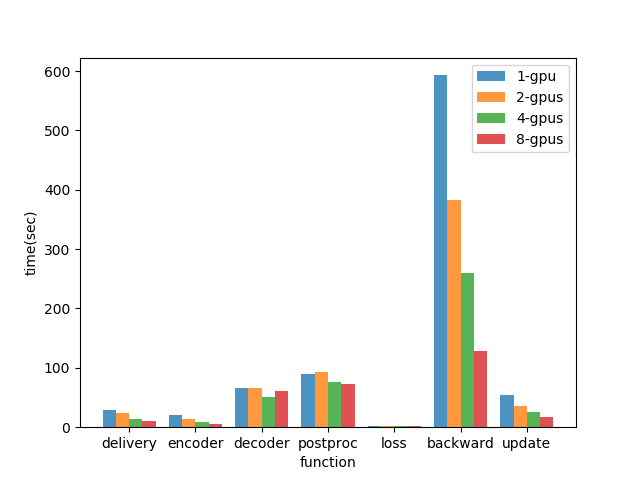 600
500
400
300
200
100
0
time(sec)
1-gpu
2-gpus
4-gpus
8-gpus
delivery encoder decoder postproc loss backward update
function